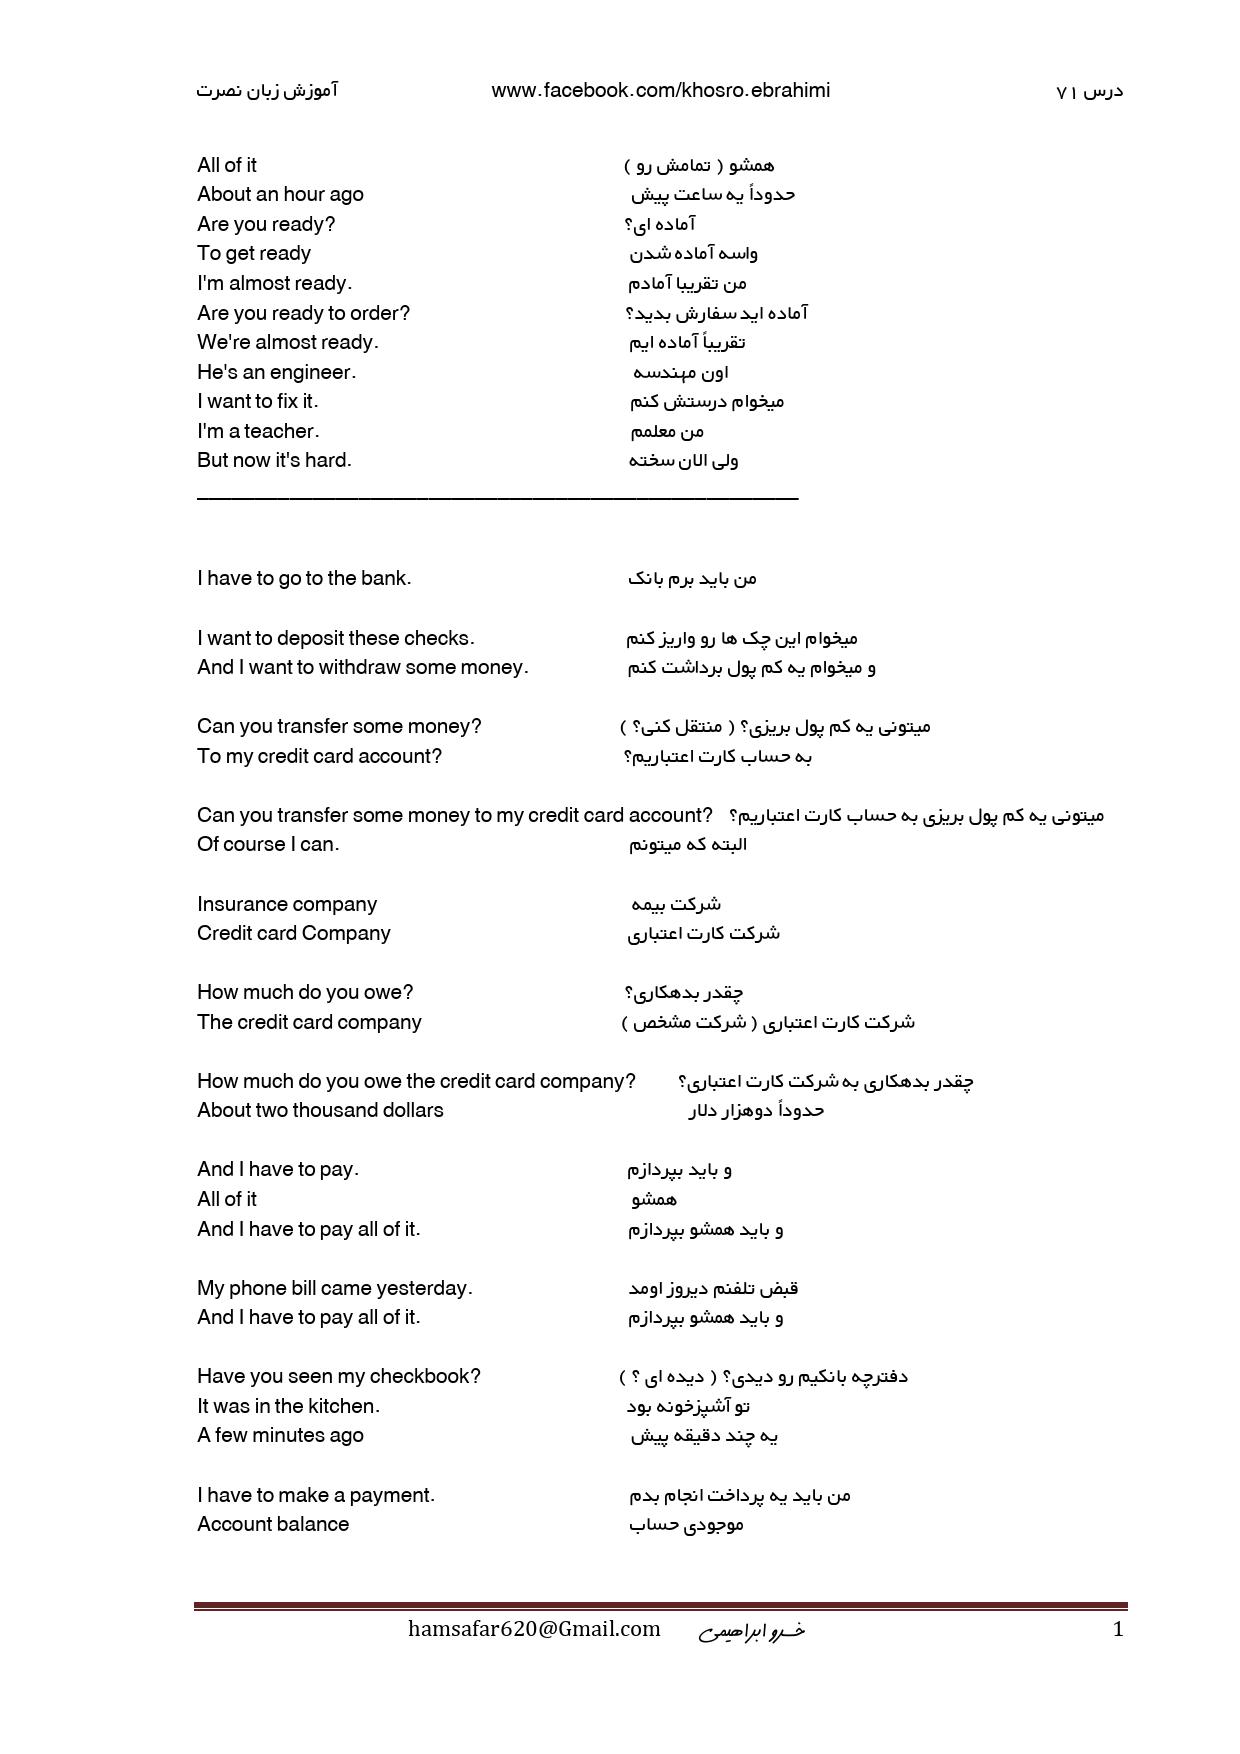 آموزش زبان نصرت www.facebook.com/khosro.ebrahimi درس ۷۱
All of it همشو ( تمامش رو )
About an hour ago حدوداً یه ساعت پیش
Are you ready? آماده ای؟
To get ready واسه آماده شدن
I'm almost ready. من تقریبا آمادم
Are you ready to order? آماده اید سفارش بدید؟
We're almost ready. تقریباً آماده ایم
He's an engineer. اون مهندسه
I want to fix it. میخوام درستش کنم
I'm a teacher. من معلمم
But now it's hard. ولی الان سخته
I have to go to the bank. من باید برم بانک
I want to deposit these checks. میخوام این چک ها رو واریز کنم
And I want to withdraw some money. و میخوام یه کم پول برداشت کنم
Can you transfer some money? میتونی یه کم پول بریزی؟ ( منتقل کنی؟ )
To my credit card account? به حساب کارت اعتباریم؟
Can you transfer some money to my credit card account? میتونی یه کم پول بریزی به حساب کارت اعتباریم؟
Of course I can. البته که میتونم
Insurance company شرکت بیمه
Credit card Company شرکت کارت اعتباری
How much do you owe? چقدر بدهکاری؟
The credit card company شرکت کارت اعتباری ( شرکت مشخص )
How much do you owe the credit card company? چقدر بدهکاری به شرکت کارت اعتباری؟
About two thousand dollars حدوداً دوهزار دلار
And I have to pay. و باید بپردازم
All of it همشو
And I have to pay all of it. و باید همشو بپردازم
My phone bill came yesterday. قبض تلفنم دیروز اومد
And I have to pay all of it. و باید همشو بپردازم
Have you seen my checkbook? دفترچه بانکیم رو دیدی؟ ( دیده ای ؟ )
It was in the kitchen. تو آشپزخونه بود
A few minutes ago یه چند دقیقه پیش
I have to make a payment. من باید یه پرداخت انجام بدم
Account balance موجودی حساب
hamsafar620@Gmail.com خسرو ابراهیمی 1